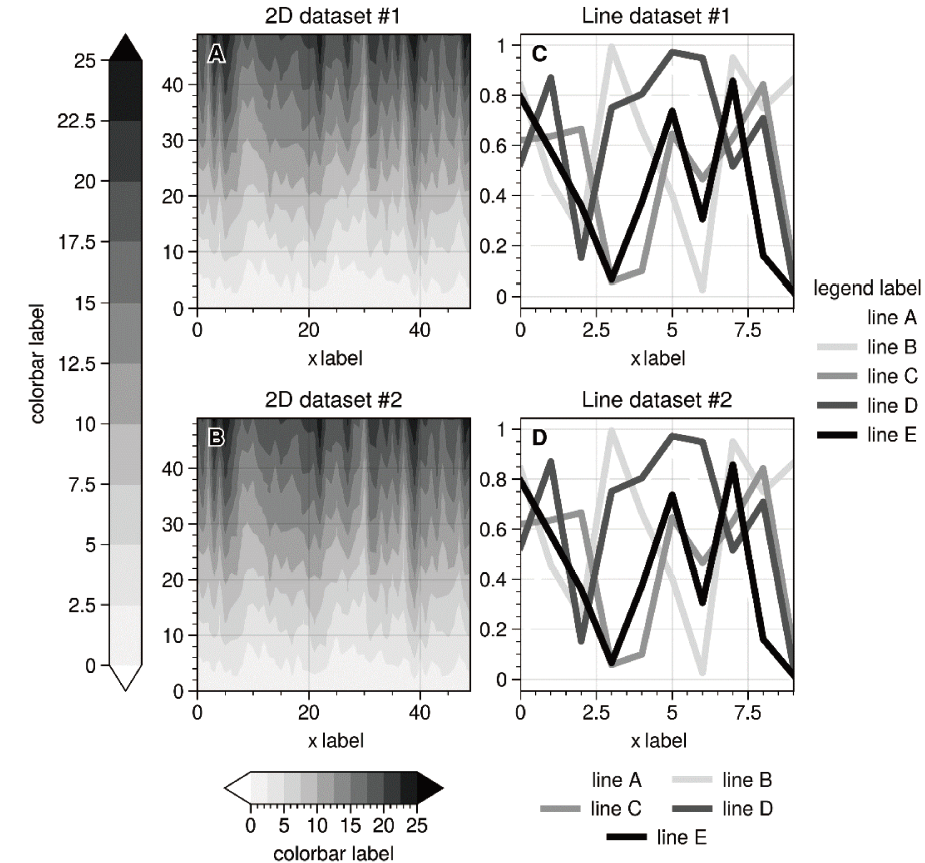 2D dataset #1
Line dataset #1
25
22.5
20
17.5
15
12.5
10
7.5
5
2.5
0
colorbar label
A
40
30
20
10
0
0 20 40
x label
C
1
0.8
0.6
0.4
0.2
0
0 2.5 5 7.5
x label
legend label
line A
line B
line C
line D
line E
2D dataset #2
Line dataset #2
B
40
30
20
10
0
0 20 40
x label
D
1
0.8
0.6
0.4
0.2
0
0 2.5 5 7.5
x label
0 5 10 15 20 25
colorbar label
line A line B
line C line D
line E